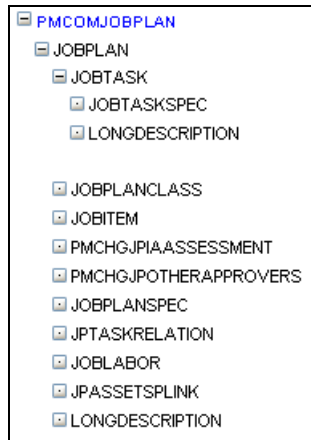 PMCOMJOBPLAN
JOBPLAN
JOBTASK
JOBTASKSPEC
LONGDESCRIPTION
JOBPLANCLASS
JOBITEM
PMCHGJPIAASSESSMENT
PMCHGJPOTHERAPPROVERS
JOBPLANSPEC
JPTASKRELATION
JOBLABOR
JPASSETSPLINK
LONGDESCRIPTION